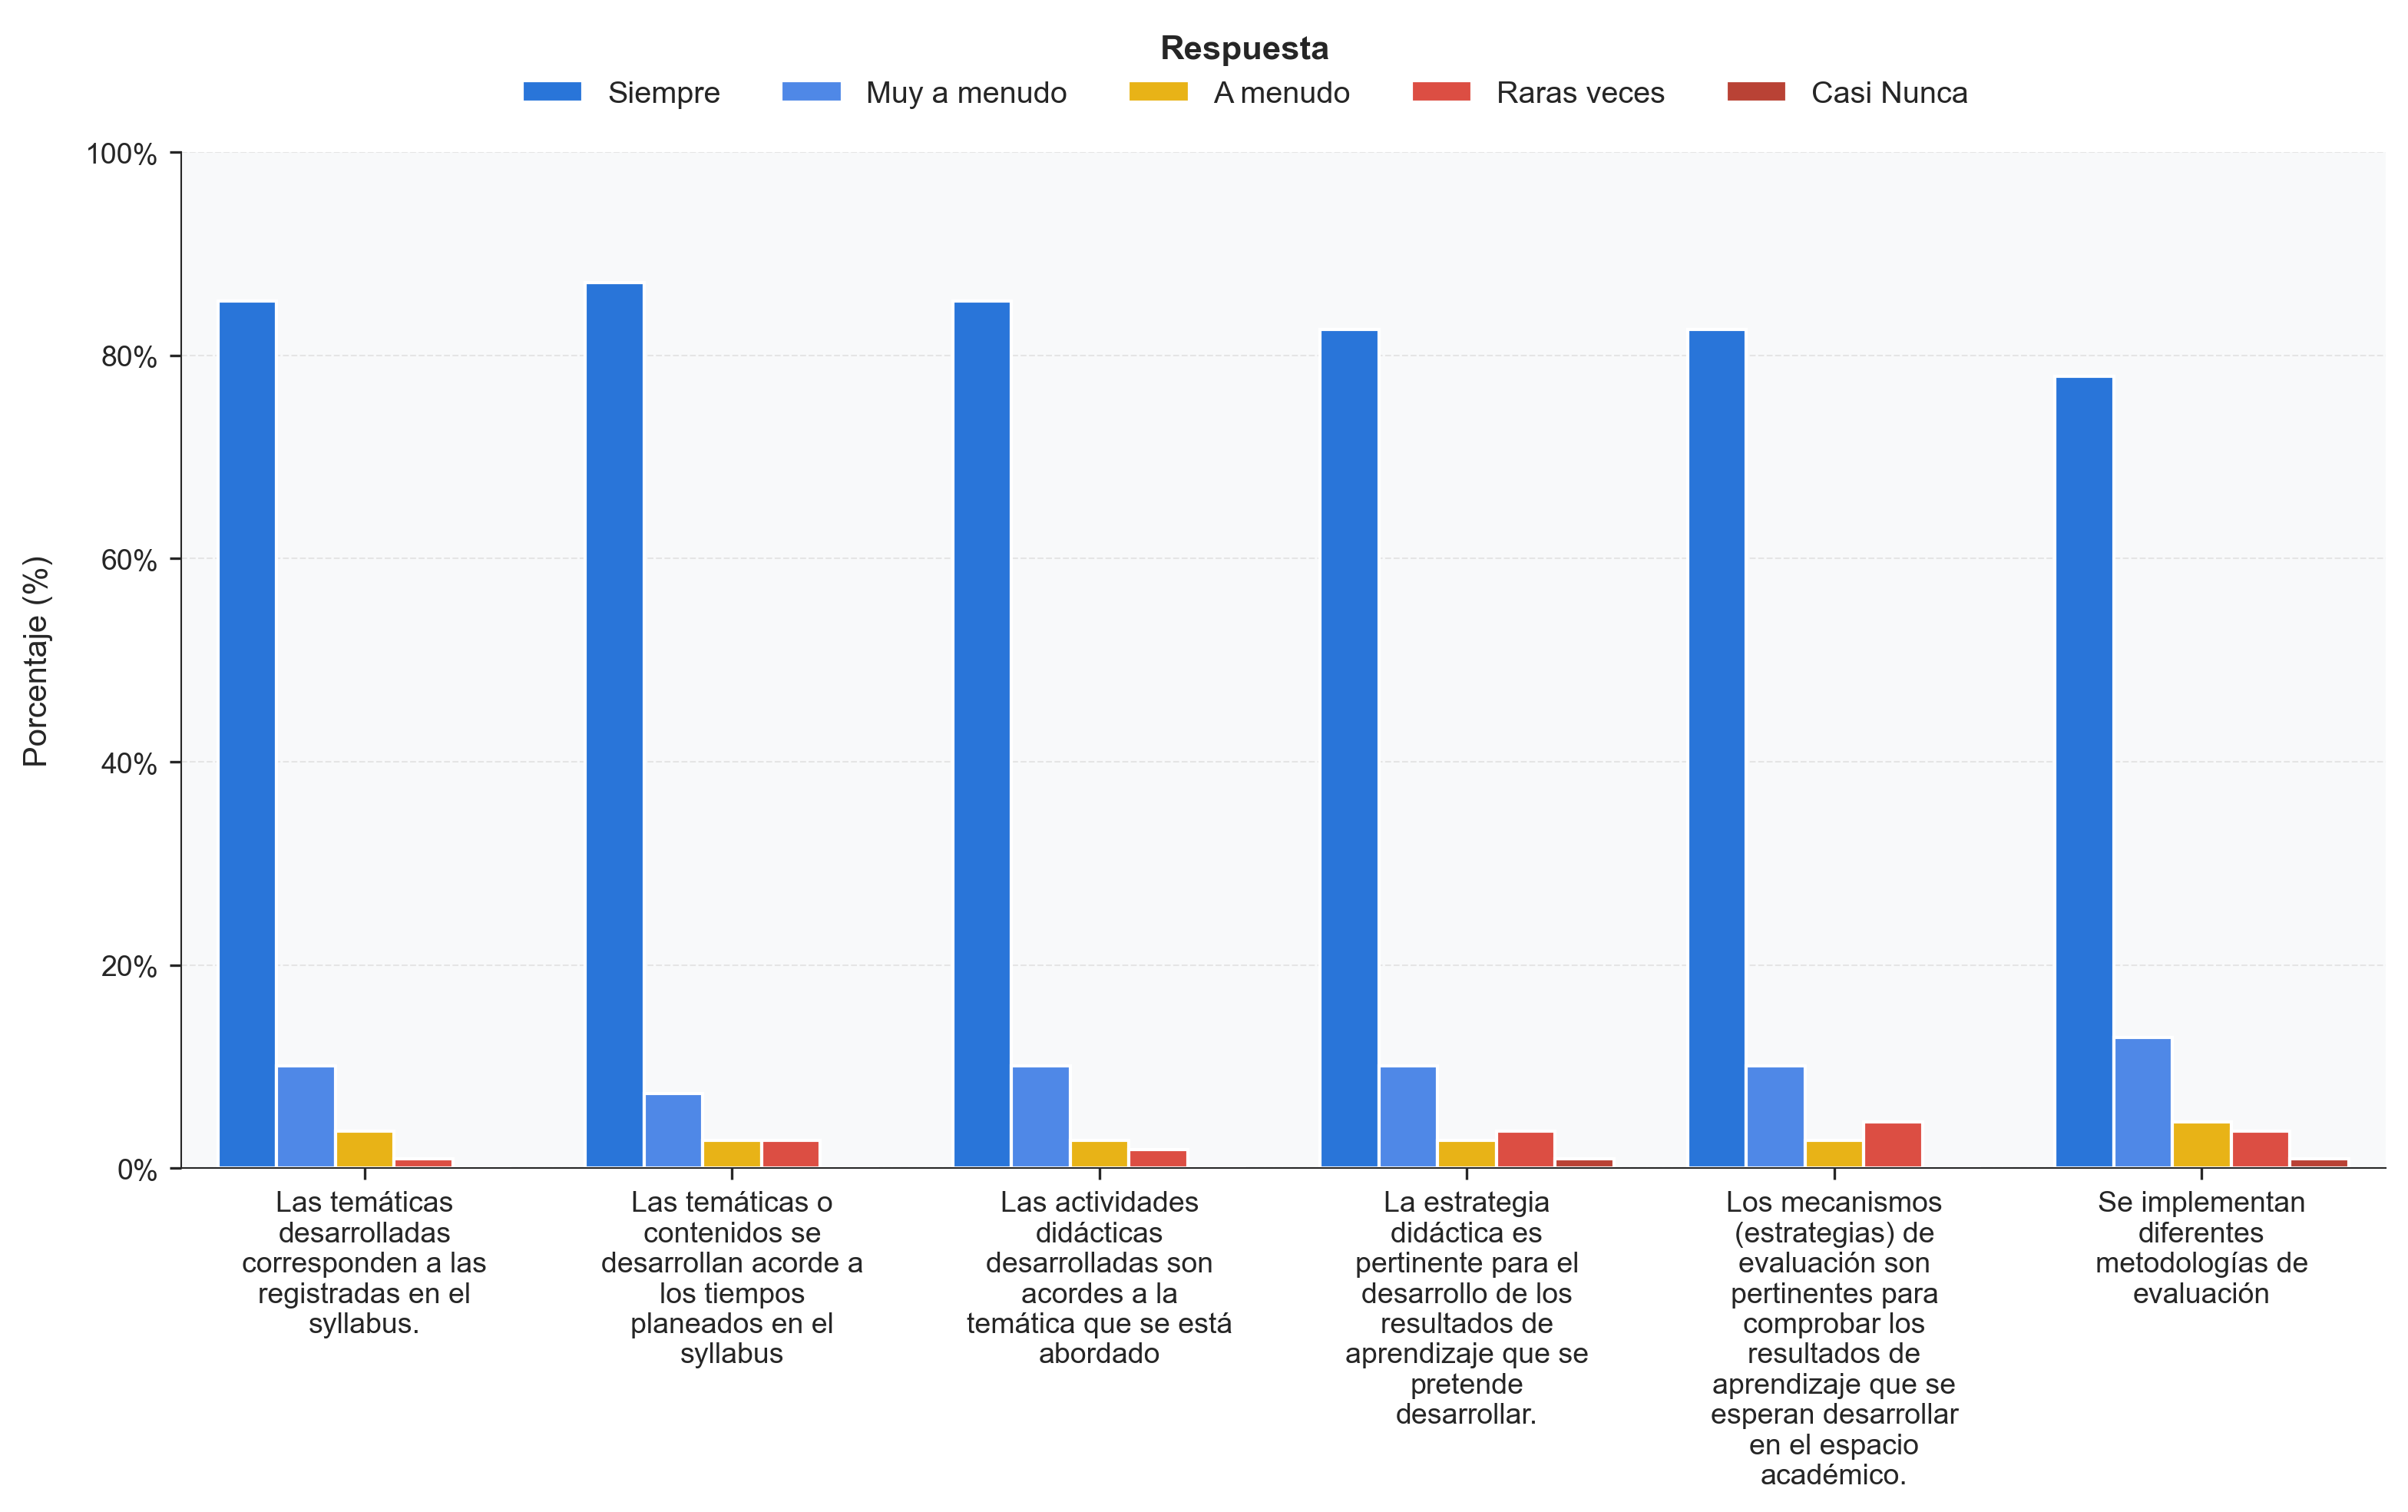 Respuesta
Siempre Muy a menudo A menudo Raras veces Casi Nunca
100%
80%
60%
40%
20%
0%
Porcentaje (%)
Las temáticas
desarrolladas
corresponden a las
registradas en el
syllabus.
Las temáticas o
contenidos se
desarrollan acorde a
los tiempos
planeados en el
syllabus
Las actividades
didácticas
desarrolladas son
acordes a la
temática que se está
abordado
La estrategia
didáctica es
pertinente para el
desarrollo de los
resultados de
aprendizaje que se
pretende
desarrollar.
Los mecanismos
(estrategias) de
evaluación son
pertinentes para
comprobar los
resultados de
aprendizaje que se
esperan desarrollar
en el espacio
académico.
Se implementan
diferentes
metodologías de
evaluación